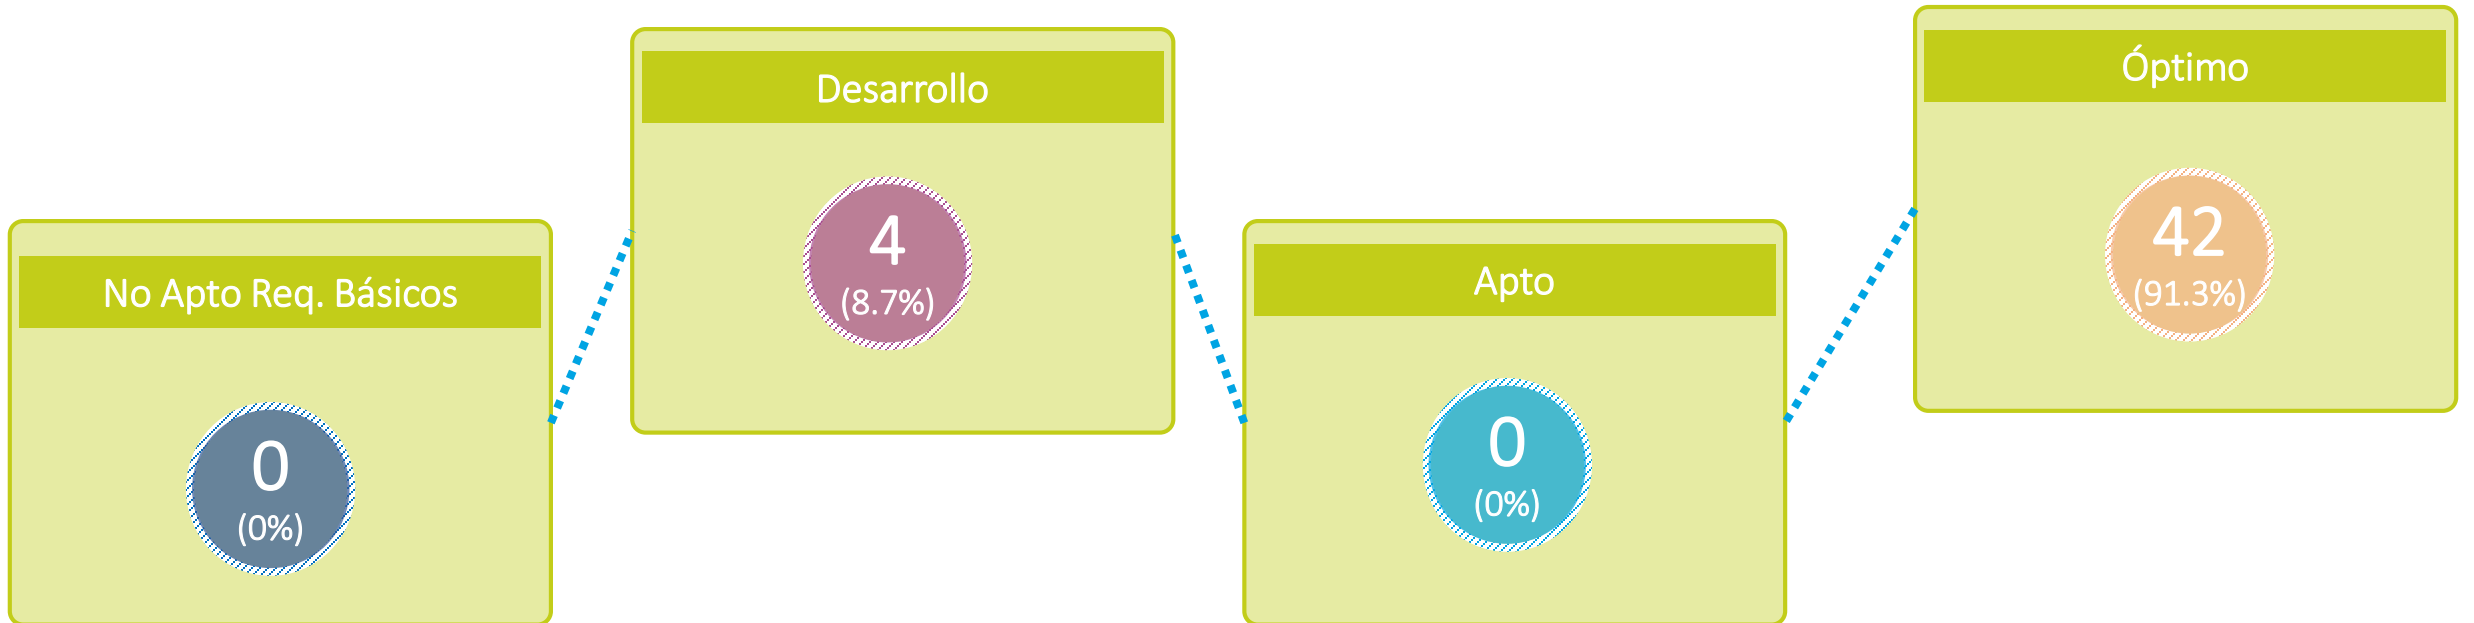 No Apto Req. Básicos
0
(0%)
Desarrollo
4
(8.7%)
Apto
0
(0%)
Óptimo
42
(91.3%)